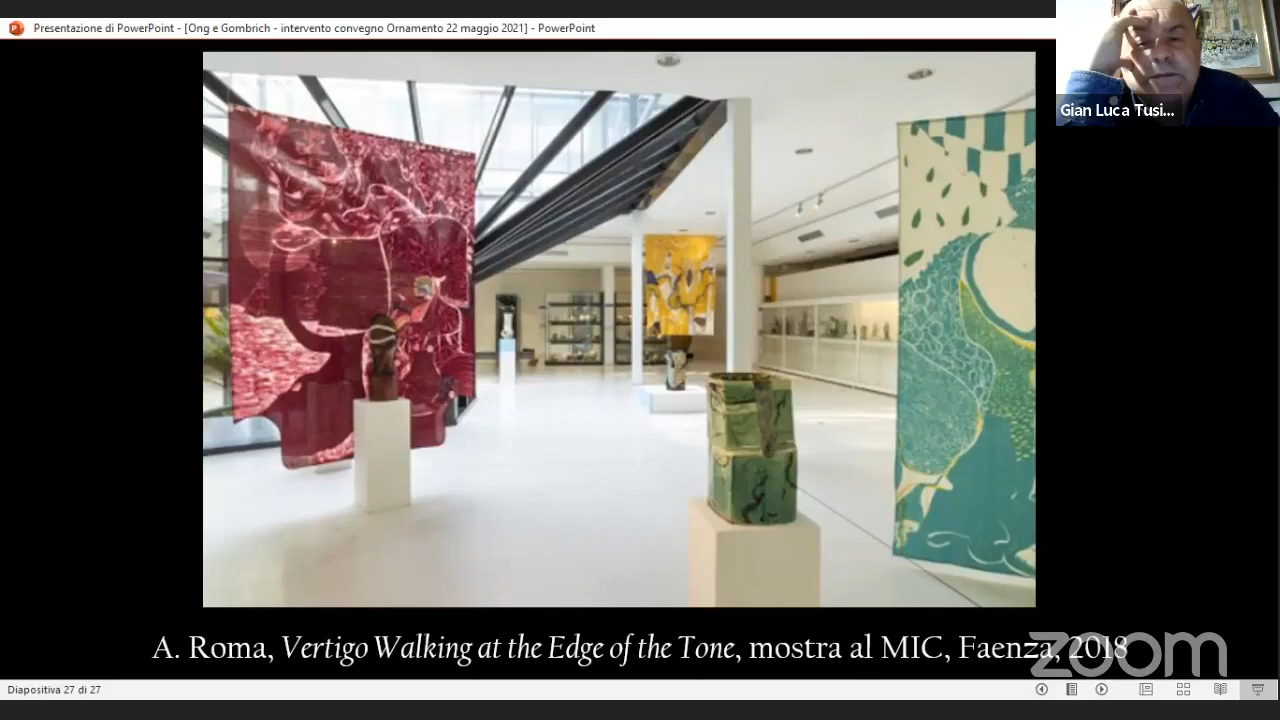 Presentazione di PowerPoint - [Ong e Gombrich - intervento convegno Ornamento 22 maggio 2021] - PowerPoint
Gian Luca Tusi...
A. Roma, Vertigo Walking at the Edge of the Tone, mostra al MIC, Faenza, 2018
zoom
Diapositiva 27 di 27